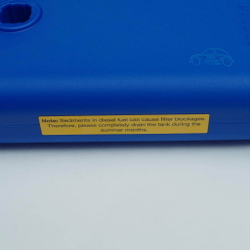 Note: Sediments in diesel fuel can cause filter blockages.
Therefore, please completely drain the tank during the
summer months.